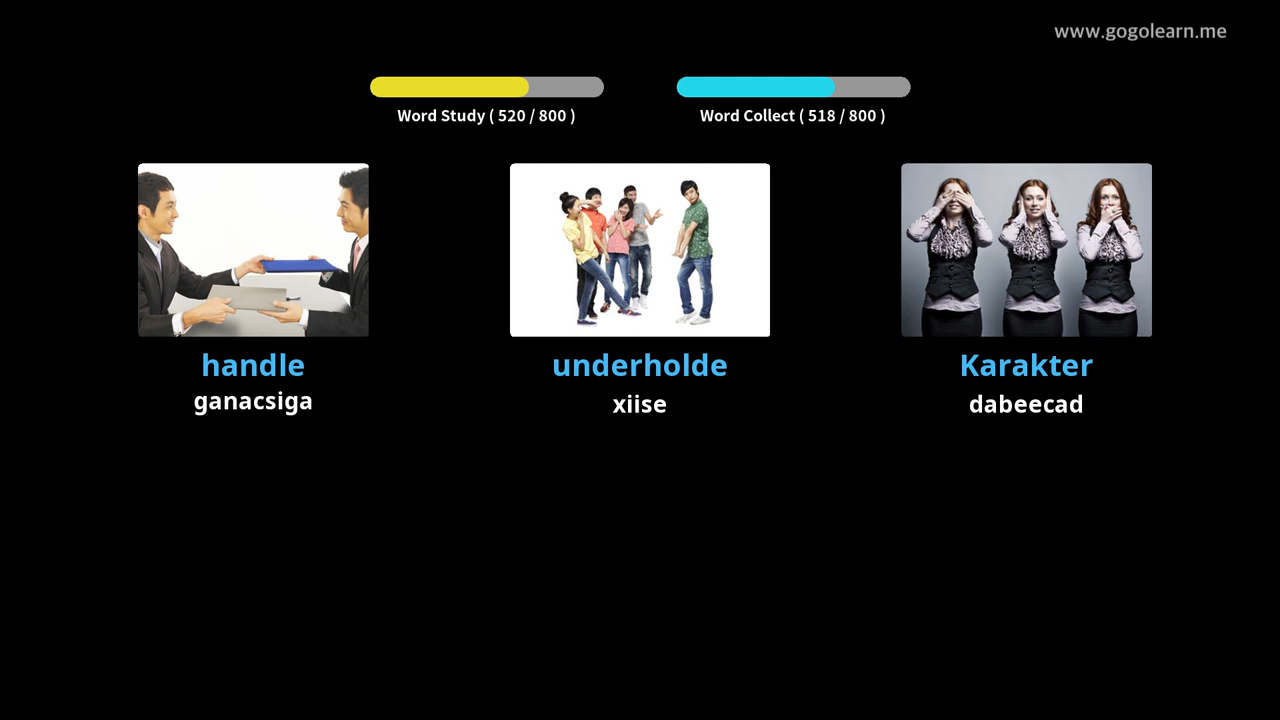 www.gogolearn.me
Word Study ( 520 / 800 )
Word Collect ( 518 / 800 )
handle
ganacsiga
underholde
xiise
Karakter
dabeecad